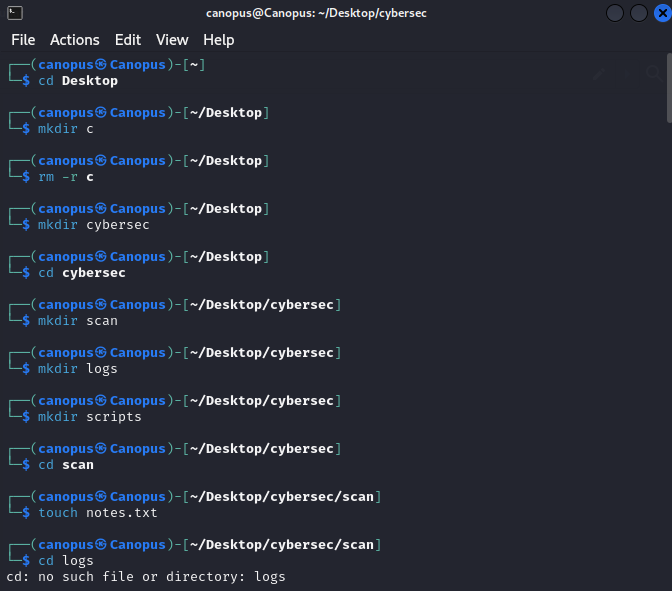 canopus@Canopus: ~/Desktop/cybersec
File Actions Edit View Help
┌──(canopus㉿Canopus)-[~]
└─$ cd Desktop
┌──(canopus㉿Canopus)-[~/Desktop]
└─$ mkdir c
┌──(canopus㉿Canopus)-[~/Desktop]
└─$ rm -r c
┌──(canopus㉿Canopus)-[~/Desktop]
└─$ mkdir cybersec
┌──(canopus㉿Canopus)-[~/Desktop]
└─$ cd cybersec
┌──(canopus㉿Canopus)-[~/Desktop/cybersec]
└─$ mkdir scan
┌──(canopus㉿Canopus)-[~/Desktop/cybersec]
└─$ mkdir logs
┌──(canopus㉿Canopus)-[~/Desktop/cybersec]
└─$ mkdir scripts
┌──(canopus㉿Canopus)-[~/Desktop/cybersec]
└─$ cd scan
┌──(canopus㉿Canopus)-[~/Desktop/cybersec/scan]
└─$ touch notes.txt
┌──(canopus㉿Canopus)-[~/Desktop/cybersec/scan]
└─$ cd logs
cd: no such file or directory: logs